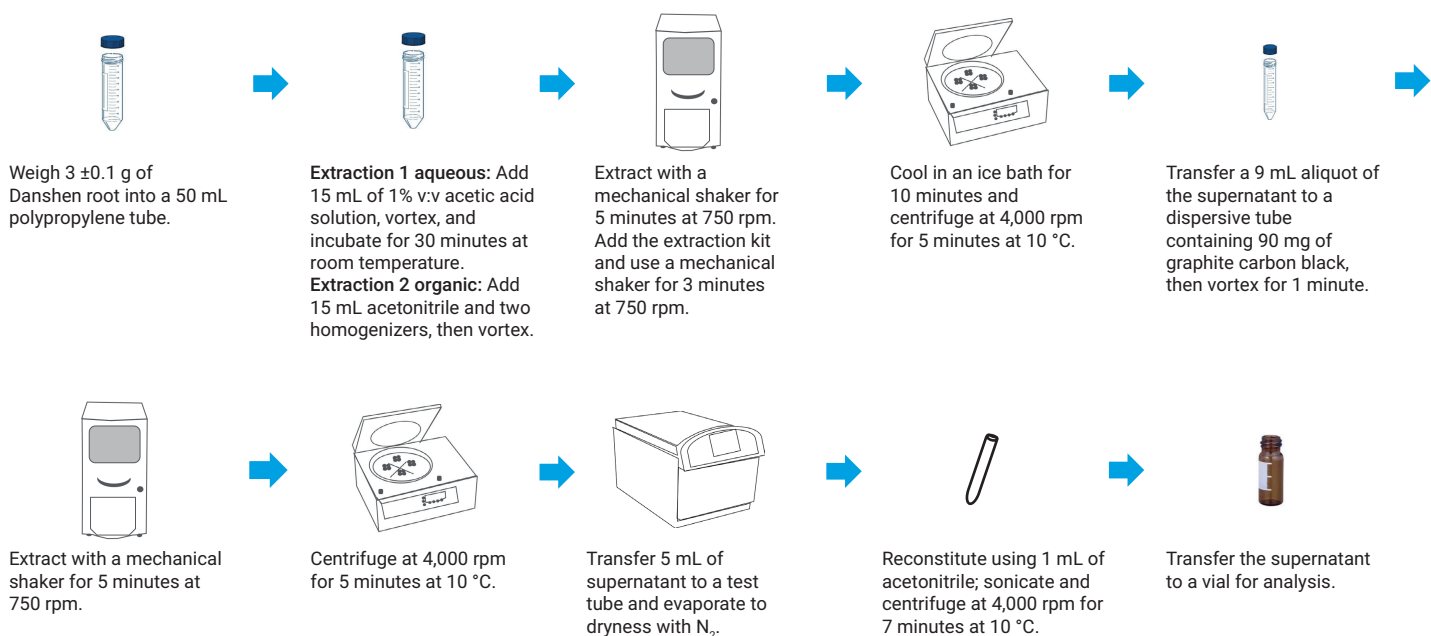 Weigh 3 ±0.1 g of
Danshen root into a 50 mL
polypropylene tube.
Extraction 1 aqueous: Add
15 mL of 1% v:v acetic acid
solution, vortex, and
incubate for 30 minutes at
room temperature.
Extraction 2 organic: Add
15 mL acetonitrile and two
homogenizers, then vortex.
Extract with a
mechanical shaker for
5 minutes at 750 rpm.
Add the extraction kit
and use a mechanical
shaker for 3 minutes
at 750 rpm.
Cool in an ice bath for
10 minutes and
centrifuge at 4,000 rpm
for 5 minutes at 10 °C.
Transfer a 9 mL aliquot of
the supernatant to a
dispersive tube
containing 90 mg of
graphite carbon black,
then vortex for 1 minute.
Extract with a mechanical
shaker for 5 minutes at
750 rpm.
Centrifuge at 4,000 rpm
for 5 minutes at 10 °C.
Transfer 5 mL of
supernatant to a test
tube and evaporate to
dryness with N₂.
Reconstitute using 1 mL of
acetonitrile; sonicate and
centrifuge at 4,000 rpm for
7 minutes at 10 °C.
Transfer the supernatant
to a vial for analysis.